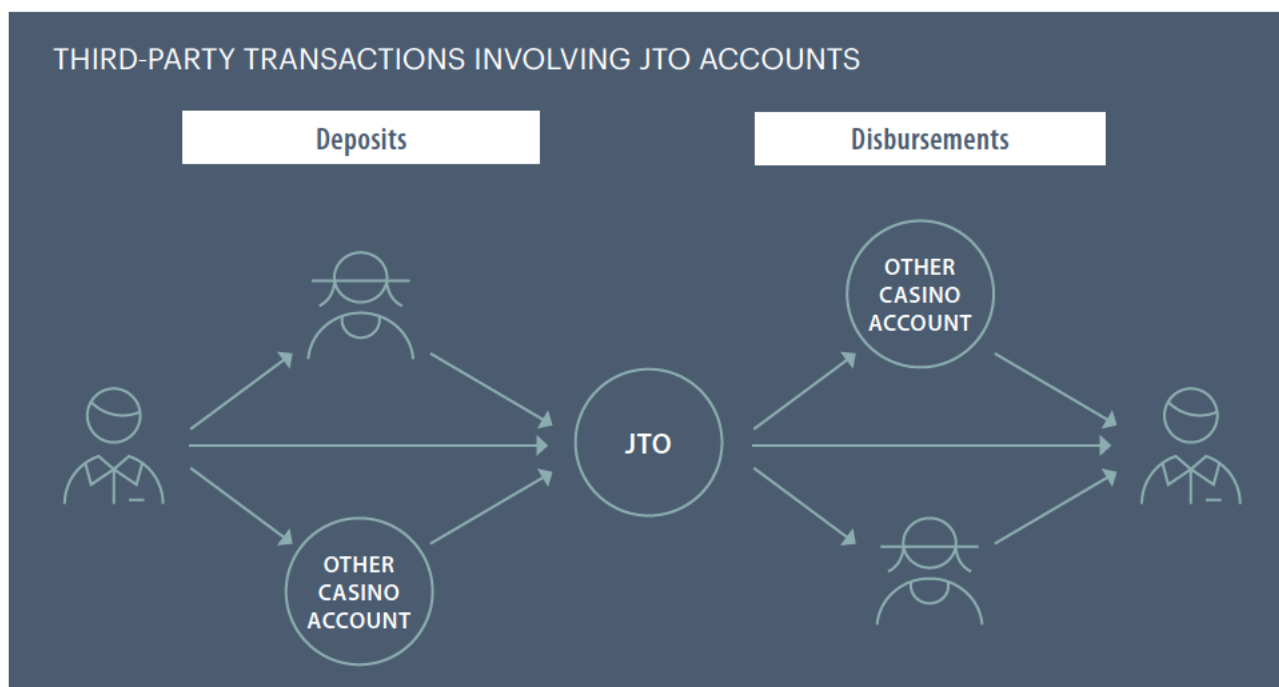 THIRD-PARTY TRANSACTIONS INVOLVING JTO ACCOUNTS
Deposits
Disbursements
OTHER
CASINO
ACCOUNT
JTO
OTHER
CASINO
ACCOUNT